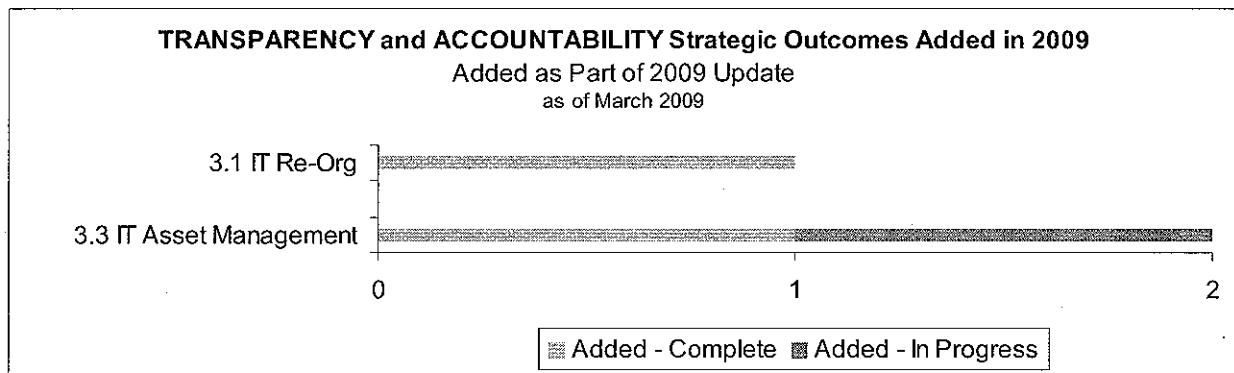 TRANSPARENCY and ACCOUNTABILITY Strategic Outcomes Added in 2009
Added as Part of 2009 Update
as of March 2009
3.1 IT Re-Org
3.3 IT Asset Management
0 1 2
Added - Complete Added - In Progress